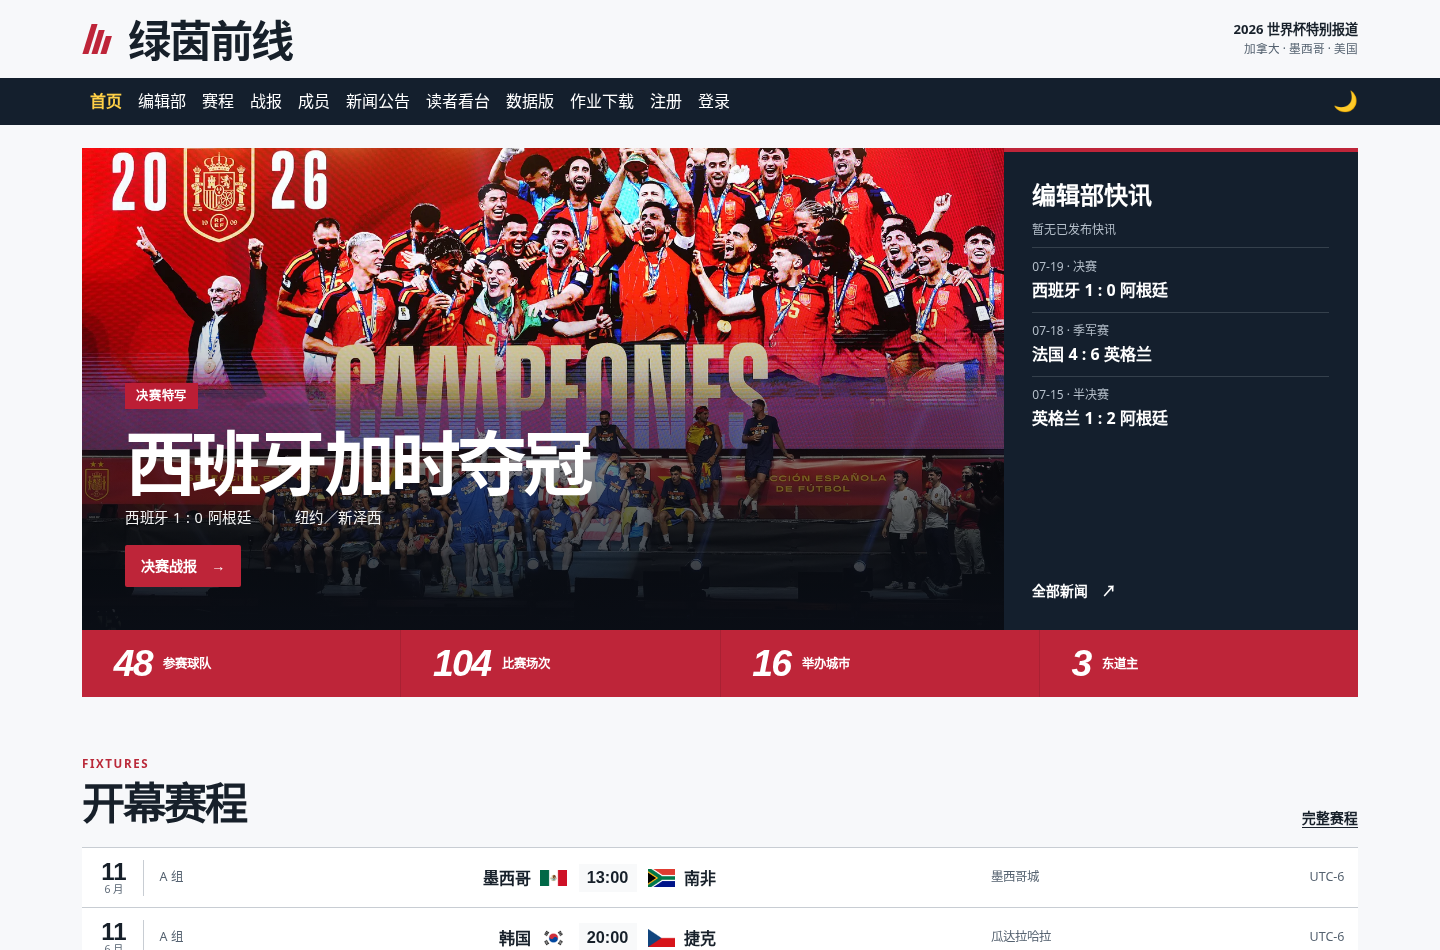 绿茵前线
2026 世界杯特别报道
加拿大 · 墨西哥 · 美国
首页 编辑部 赛程 战报 成员 新闻公告 读者看台 数据版 作业下载 注册 登录
20 26
CAMPEONES
CCIÓN ESPAÑOLA
DE FÚTBOL
决赛特写
西班牙加时夺冠
西班牙 1 : 0 阿根廷 | 纽约／新泽西
决赛战报 →
编辑部快讯
暂无已发布快讯
07-19 · 决赛
西班牙 1 : 0 阿根廷
07-18 · 季军赛
法国 4 : 6 英格兰
07-15 · 半决赛
英格兰 1 : 2 阿根廷
全部新闻 ↗
48 参赛球队
104 比赛场次
16 举办城市
3 东道主
FIXTURES
开幕赛程
完整赛程
11 6 月 A 组 墨西哥 13:00 南非 墨西哥城 UTC-6
11 6 月 A 组 韩国 20:00 捷克 瓜达拉哈拉 UTC-6